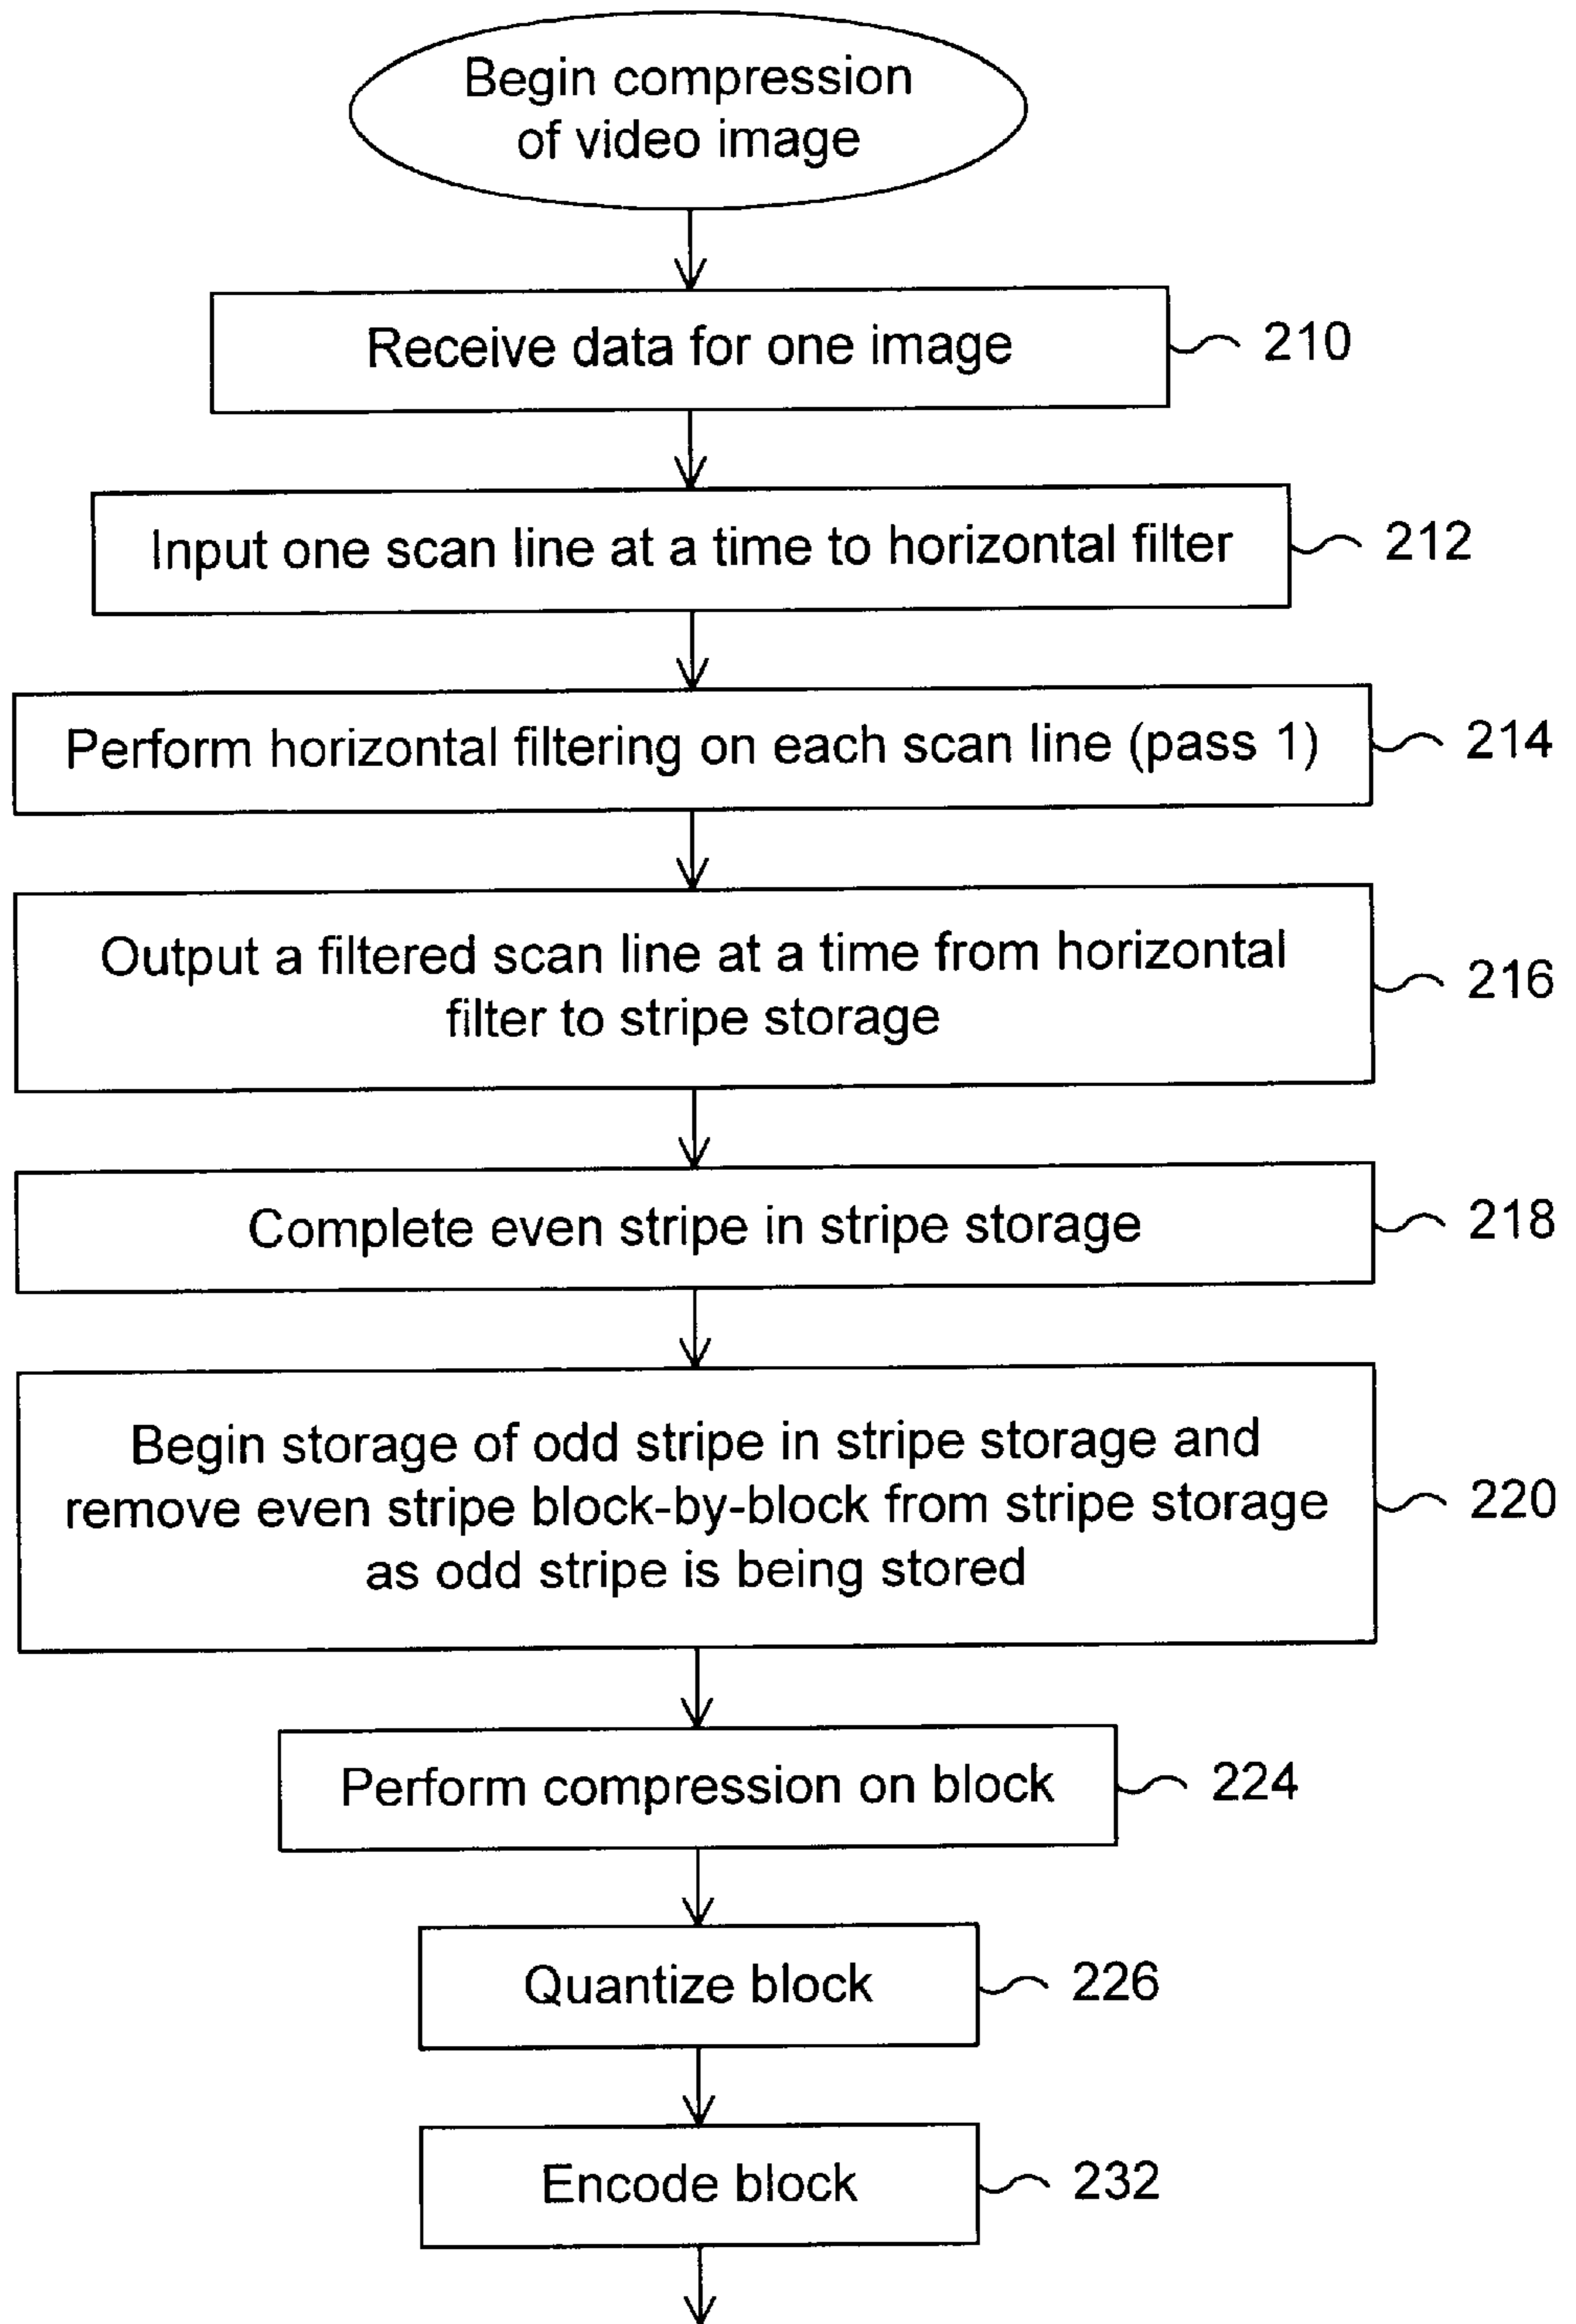 Begin compression
of video image
Receive data for one image
210
Input one scan line at a time to horizontal filter
212
Perform horizontal filtering on each scan line (pass 1)
214
Output a filtered scan line at a time from horizontal
filter to stripe storage
216
Complete even stripe in stripe storage
218
Begin storage of odd stripe in stripe storage and
remove even stripe block-by-block from stripe storage
as odd stripe is being stored
220
Perform compression on block
224
Quantize block
226
Encode block
232